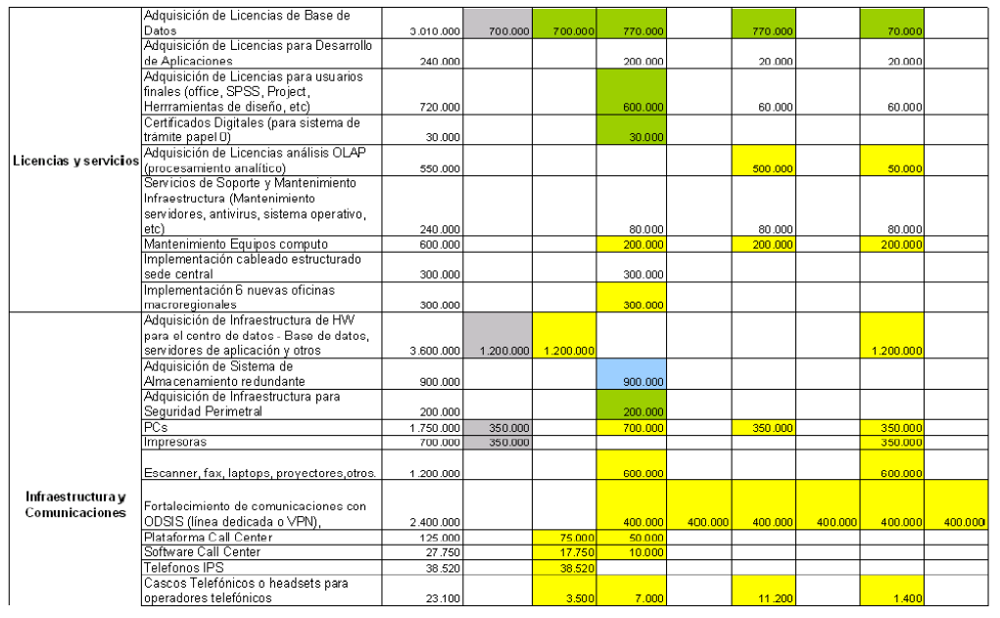 Adquisición de Licencias de Base de
Datos 3.010.000 700.000 700.000 770.000 770.000 70.000
Adquisición de Licencias para Desarrollo
de Aplicaciones 240.000 200.000 20.000 20.000
Adquisición de Licencias para usuarios
finales (office, SPSS, Project,
Herrramientas de diseño, etc) 720.000 600.000 60.000 60.000
Certificados Digitales (para sistema de
trámite papel 0) 30.000 30.000
Licencias y servicios
Adquisición de Licencias análisis OLAP
(procesamiento analítico) 550.000 500.000 50.000
Servicios de Soporte y Mantenimiento
Infraestructura (Mantenimiento
servidores, antivirus, sistema operativo,
etc) 240.000 80.000 80.000 80.000
Mantenimiento Equipos computo 600.000 200.000 200.000 200.000
Implementación cableado estructurado
sede central 300.000 300.000
Implementación 6 nuevas oficinas
macroregionales 300.000 300.000
Adquisición de Infraestructura de HW
para el centro de datos - Base de datos,
servidores de aplicación y otros 3.600.000 1.200.000 1.200.000 1.200.000
Adquisición de Sistema de
Almacenamiento redundante 900.000 900.000
Adquisición de Infraestructura para
Seguridad Perimetral 200.000 200.000
PCs 1.750.000 350.000 700.000 350.000 350.000
Impresoras 700.000 350.000 350.000
Escanner, fax, laptops, proyectores,otros. 1.200.000 600.000 600.000
Infraestructura y
Comunicaciones
Fortalecimiento de comunicaciones con
ODSIS (línea dedicada o VPN), 2.400.000 400.000 400.000 400.000 400.000 400.000 400.000
Plataforma Call Center 125.000 75.000 50.000
Software Call Center 27.750 17.750 10.000
Telefonos IPS 38.520 38.520
Cascos Telefónicos o headsets para
operadores telefónicos 23.100 3.500 7.000 11.200 1.400